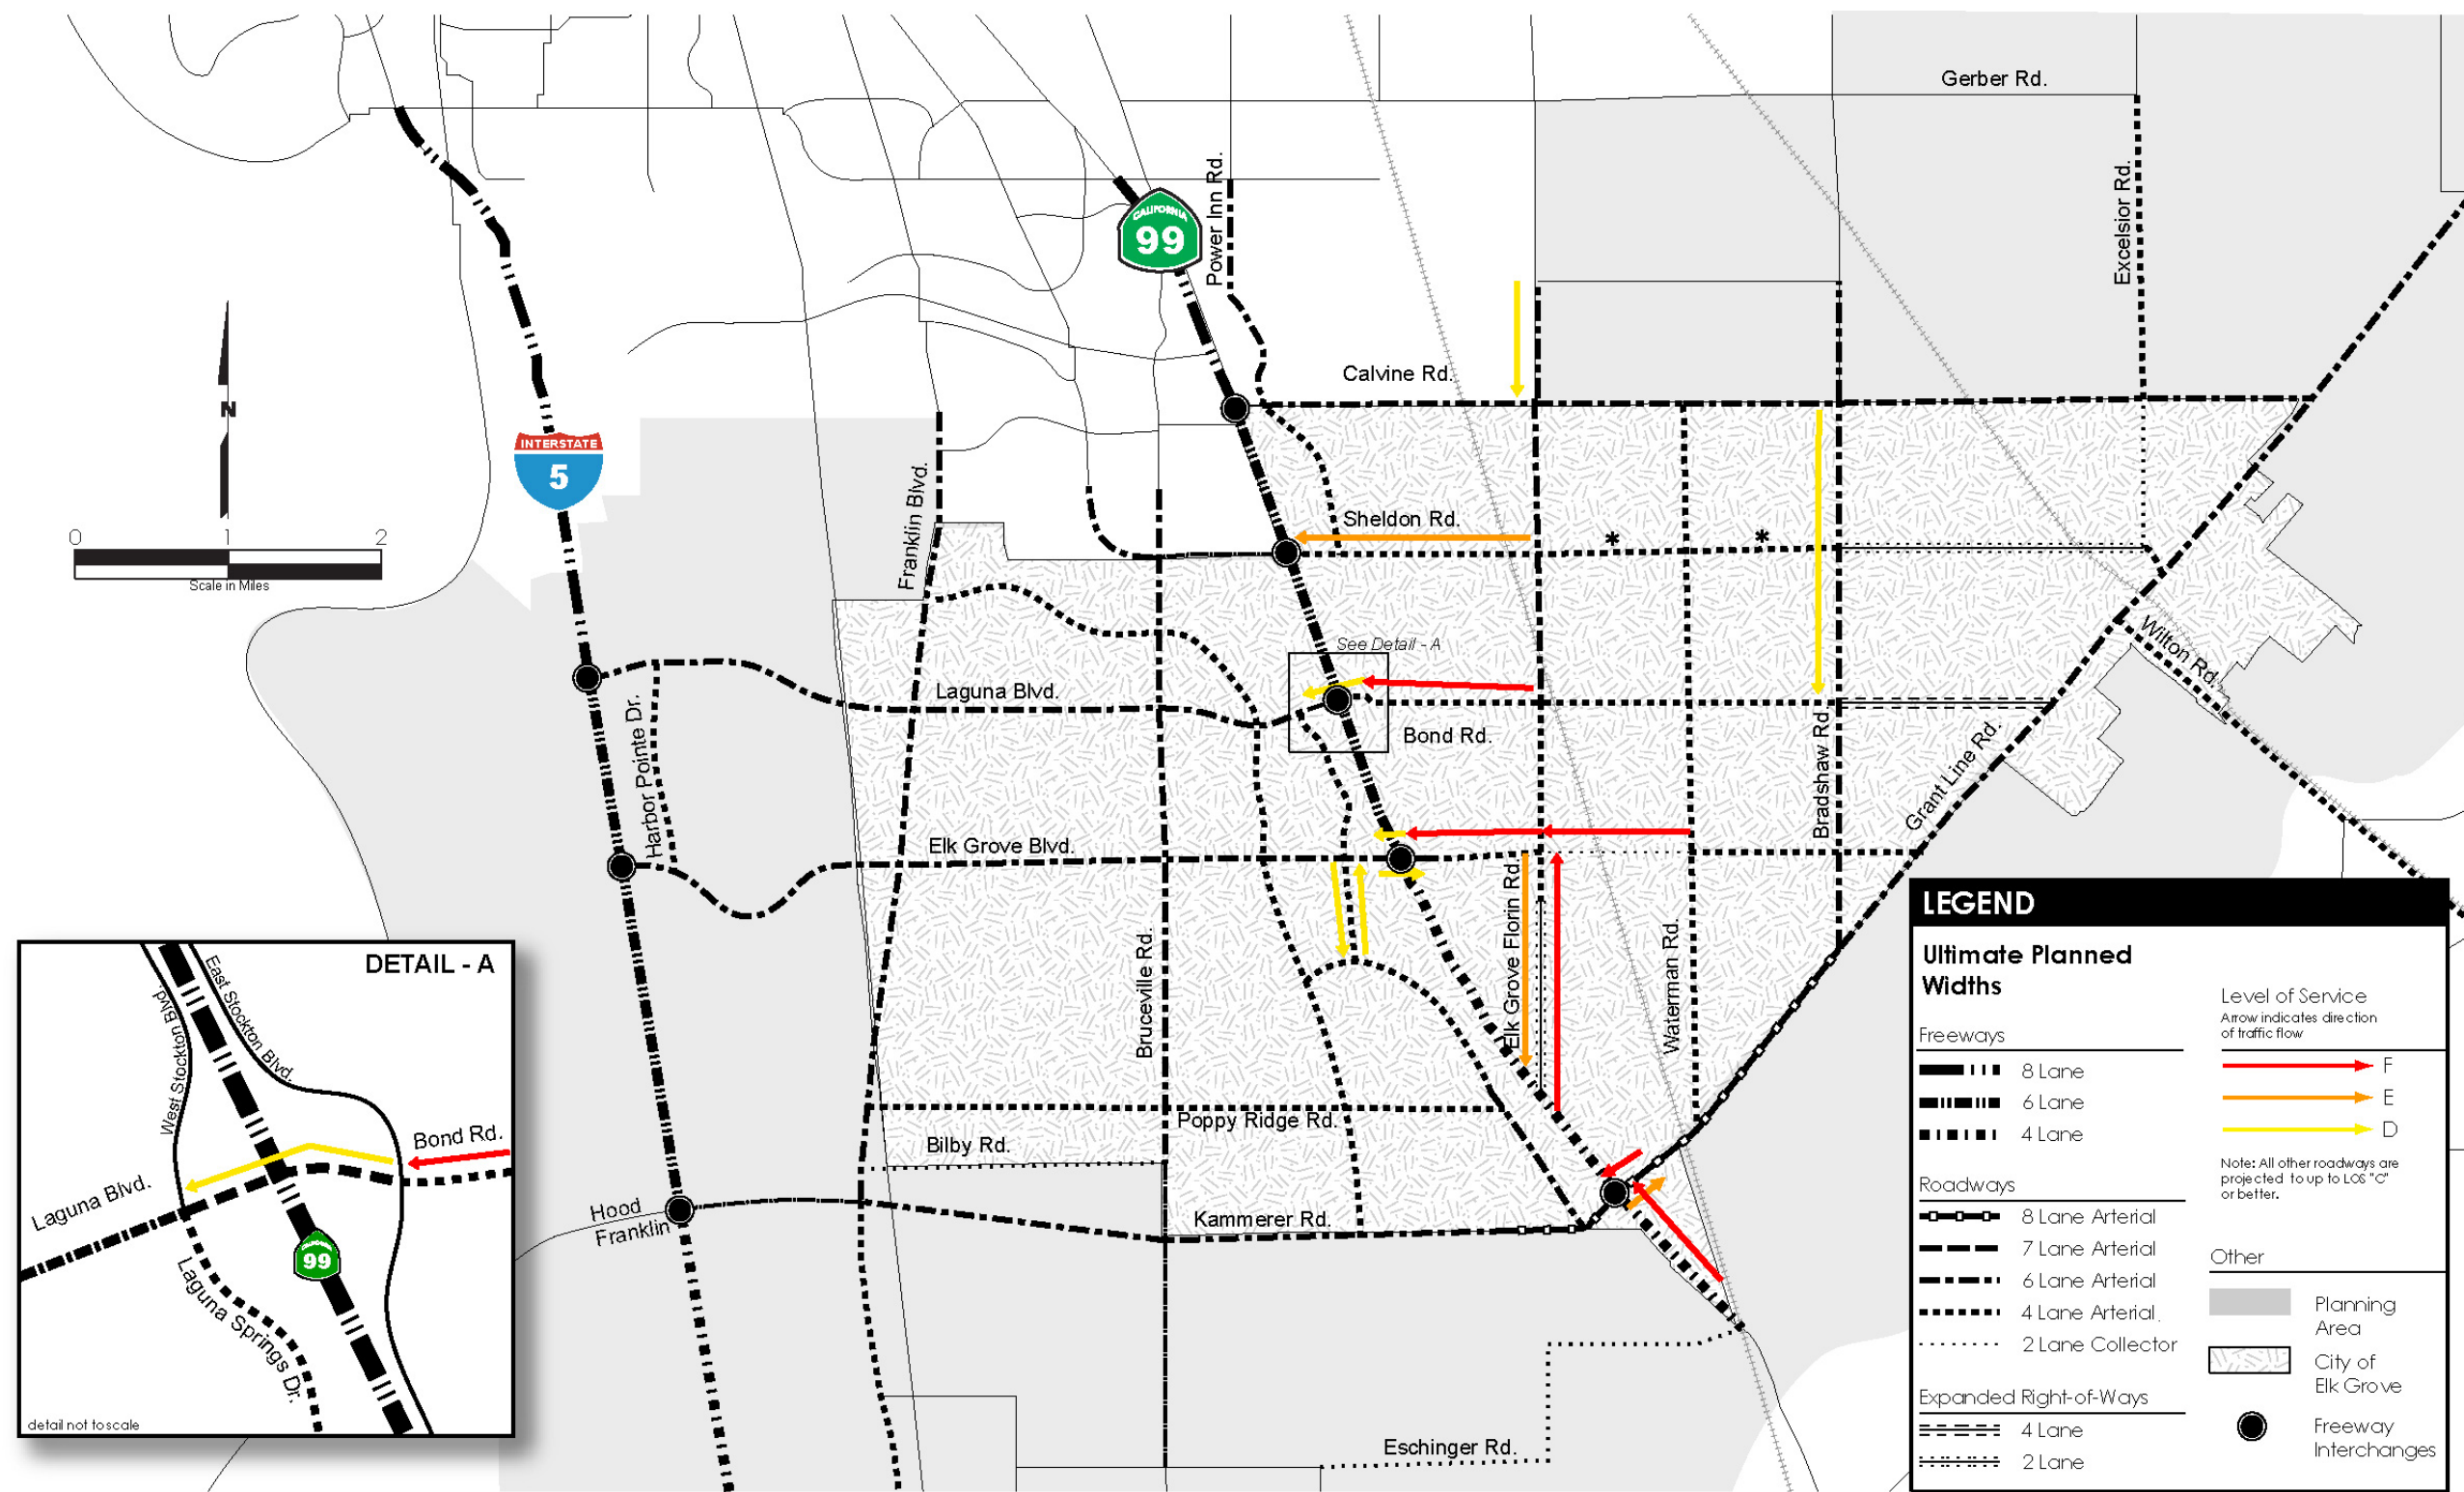 Gerber Rd.
Power Inn Rd.
Excelsior Rd.
CALIFORNIA
99
Calvine Rd.
N
INTERSTATE
5
Franklin Blvd.
Sheldon Rd.
*
*
0 1 2
Scale in Miles
See Detail - A
Wilton Rd.
Laguna Blvd.
Harbor Pointe Dr.
Bond Rd.
Bradshaw Rd.
Grant Line Rd.
Elk Grove Blvd.
Elk Grove Florin Rd.
Bruceville Rd.
Waterman Rd.
Poppy Ridge Rd.
Bilby Rd.
Hood
Franklin
Kammerer Rd.
Eschinger Rd.
DETAIL - A
East Stockton Blvd.
West Stockton Blvd.
Bond Rd.
Laguna Blvd.
CALIFORNIA
99
Laguna Springs Dr.
detail not to scale
LEGEND
Ultimate Planned
Widths
Freeways
8 Lane
6 Lane
4 Lane
Roadways
8 Lane Arterial
7 Lane Arterial
6 Lane Arterial
4 Lane Arterial
2 Lane Collector
Expanded Right-of-Ways
4 Lane
2 Lane
Level of Service
Arrow indicates direction
of traffic flow
F
E
D
Note: All other roadways are
projected to up to LOS "C"
or better.
Other
Planning
Area
City of
Elk Grove
Freeway
Interchanges